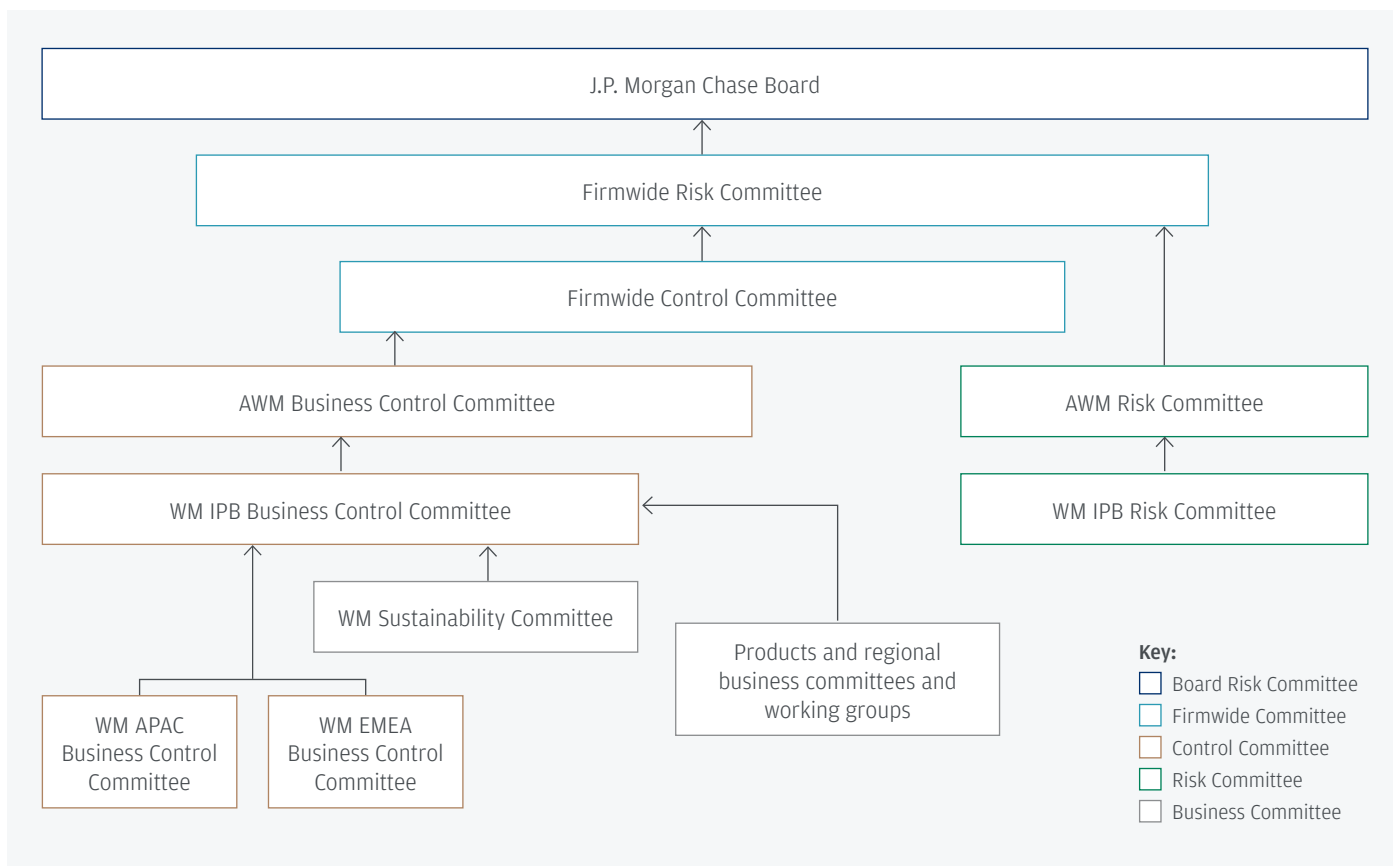 J.P. Morgan Chase Board
Firmwide Risk Committee
Firmwide Control Committee
AWM Business Control Committee
AWM Risk Committee
WM IPB Business Control Committee
WM IPB Risk Committee
WM Sustainability Committee
Products and regional
business committees and
working groups
WM APAC
Business Control
Committee
WM EMEA
Business Control
Committee
Key:
Board Risk Committee
Firmwide Committee
Control Committee
Risk Committee
Business Committee